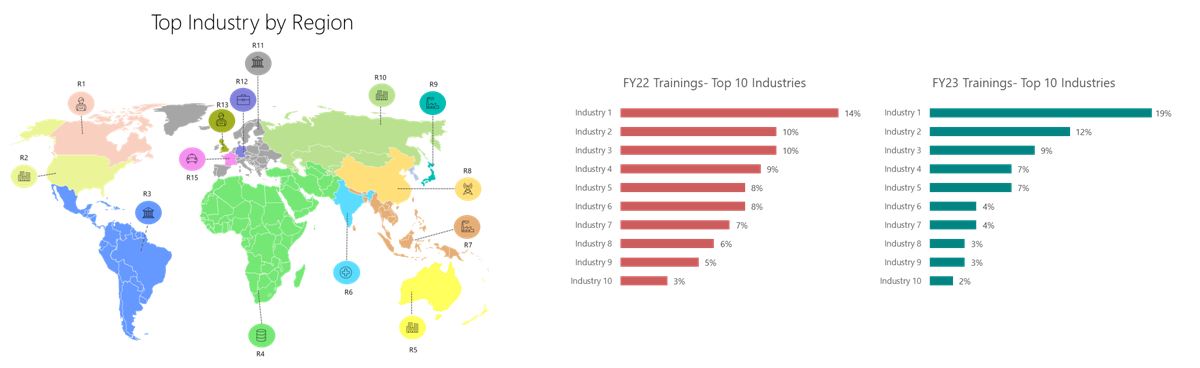 Top Industry by Region
R11
R1
R12
R10
R9
R13
R2
R15
R8
R3
R7
R6
R5
R4
FY22 Trainings- Top 10 Industries
Industry 1 14%
Industry 2 10%
Industry 3 10%
Industry 4 9%
Industry 5 8%
Industry 6 8%
Industry 7 7%
Industry 8 6%
Industry 9 5%
Industry 10 3%
FY23 Trainings- Top 10 Industries
Industry 1 19%
Industry 2 12%
Industry 3 9%
Industry 4 7%
Industry 5 7%
Industry 6 4%
Industry 7 4%
Industry 8 3%
Industry 9 3%
Industry 10 2%